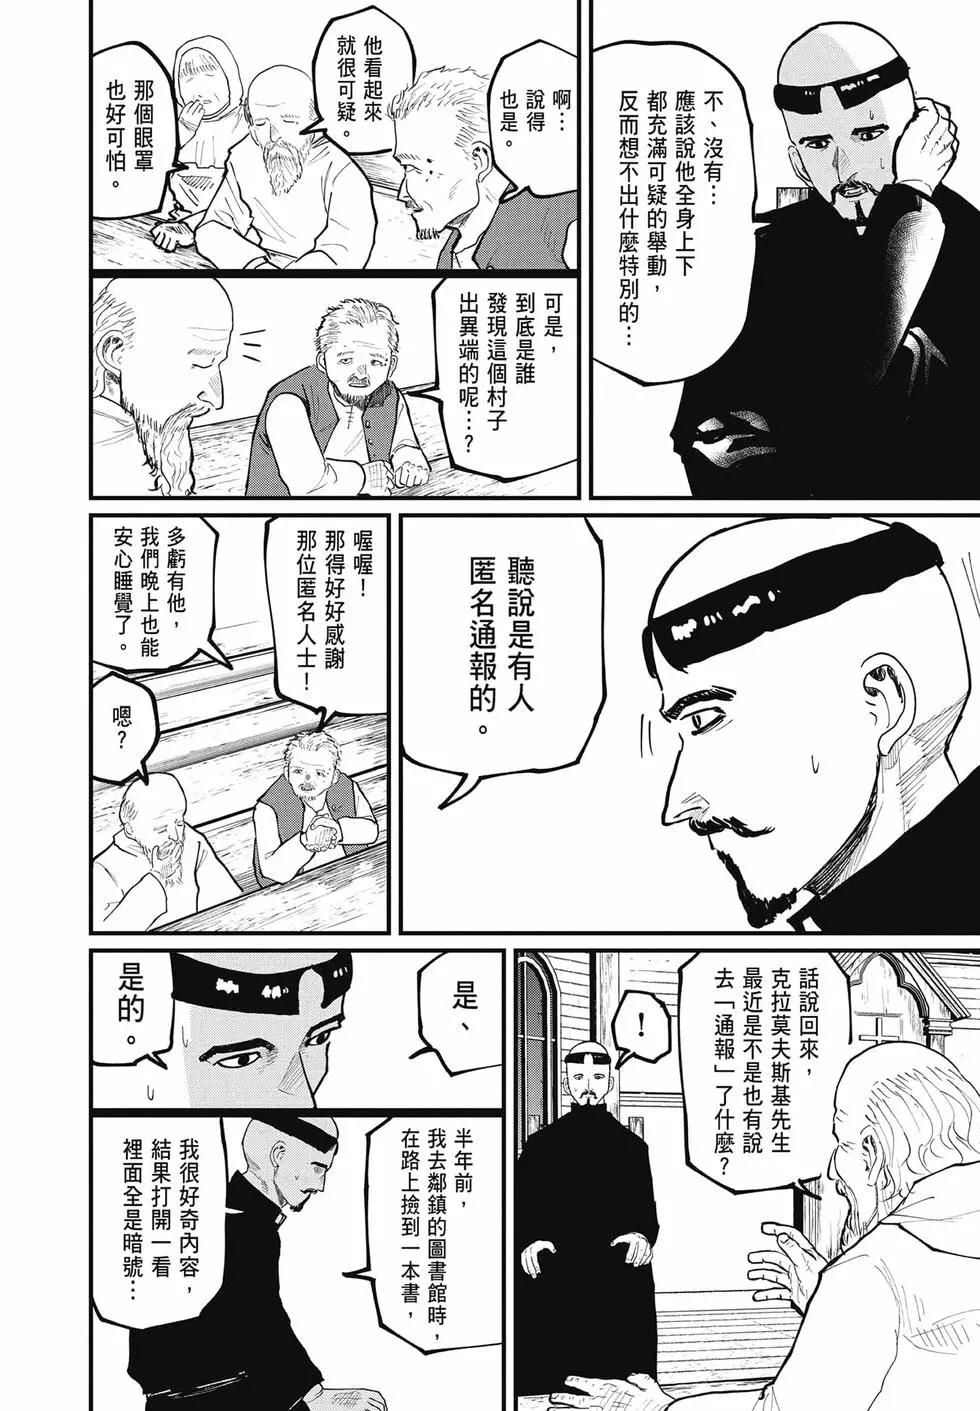 不、沒有…
應該說他全身上下
都充滿可疑的舉動，
反而想不出什麼特別的…
啊…
說得
也是。
他看起來
就很可疑。
那個眼罩
也好可怕。
可是，
到底是誰
發現這個村子
出異端的呢…？
聽說是有人
匿名通報的。
喔喔！
那得好好感謝
那位匿名人士！
多虧有他，
我們晚上也能
安心睡覺了。
嗯？
話說回來，
克拉莫夫斯基先生
最近是不是也有說
去「通報」了什麼？
！
是、
是的。
半年前，
我去鄰鎮的圖書館時，
在路上撿到一本書，
我很好奇內容，
結果打開一看
裡面全是暗號…